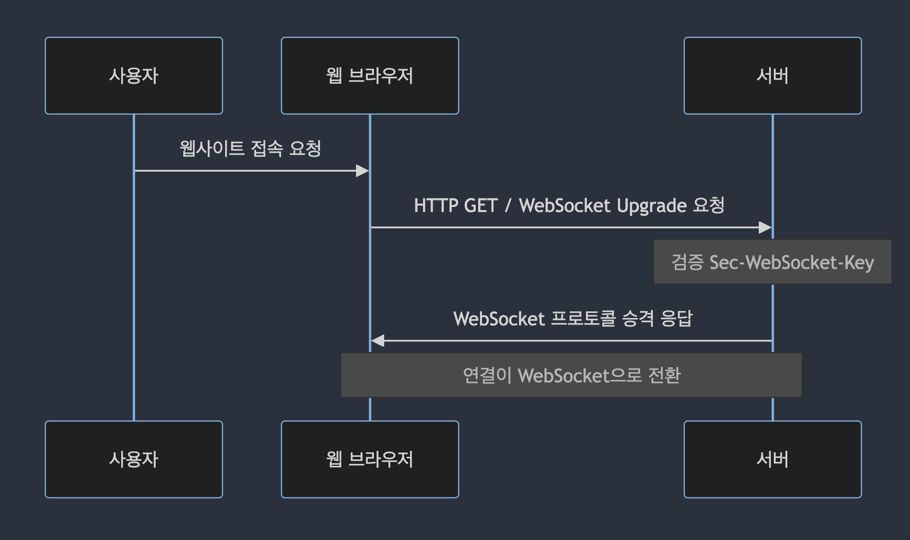 사용자
웹 브라우저
서버
웹사이트 접속 요청
HTTP GET / WebSocket Upgrade 요청
검증 Sec-WebSocket-Key
WebSocket 프로토콜 승격 응답
연결이 WebSocket으로 전환
사용자
웹 브라우저
서버